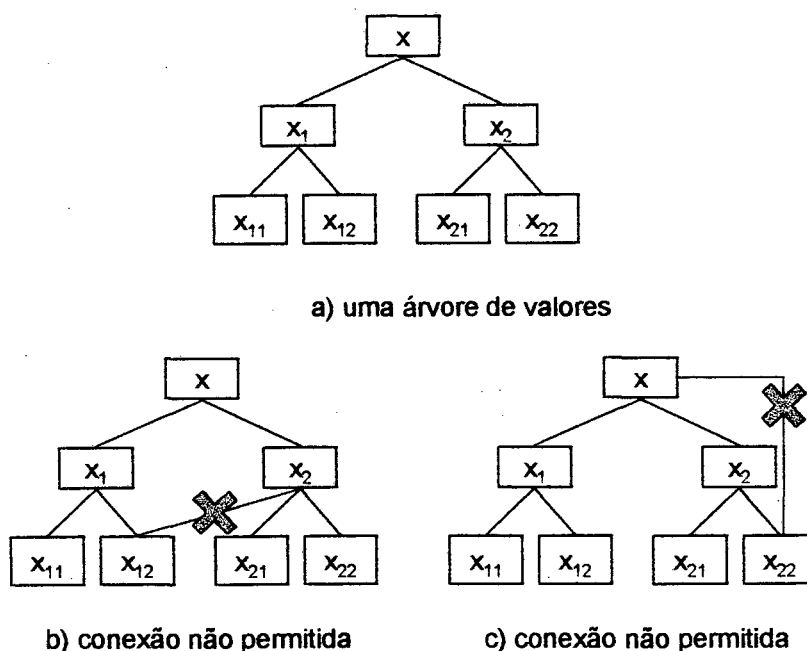 x
x₁ x₂
x₁₁ x₁₂ x₂₁ x₂₂
a) uma árvore de valores
x x
x₁ x₂ x₁ x₂
x₁₁ x₁₂ x₂₁ x₂₂ x₁₁ x₁₂ x₂₁ x₂₂
b) conexão não permitida c) conexão não permitida